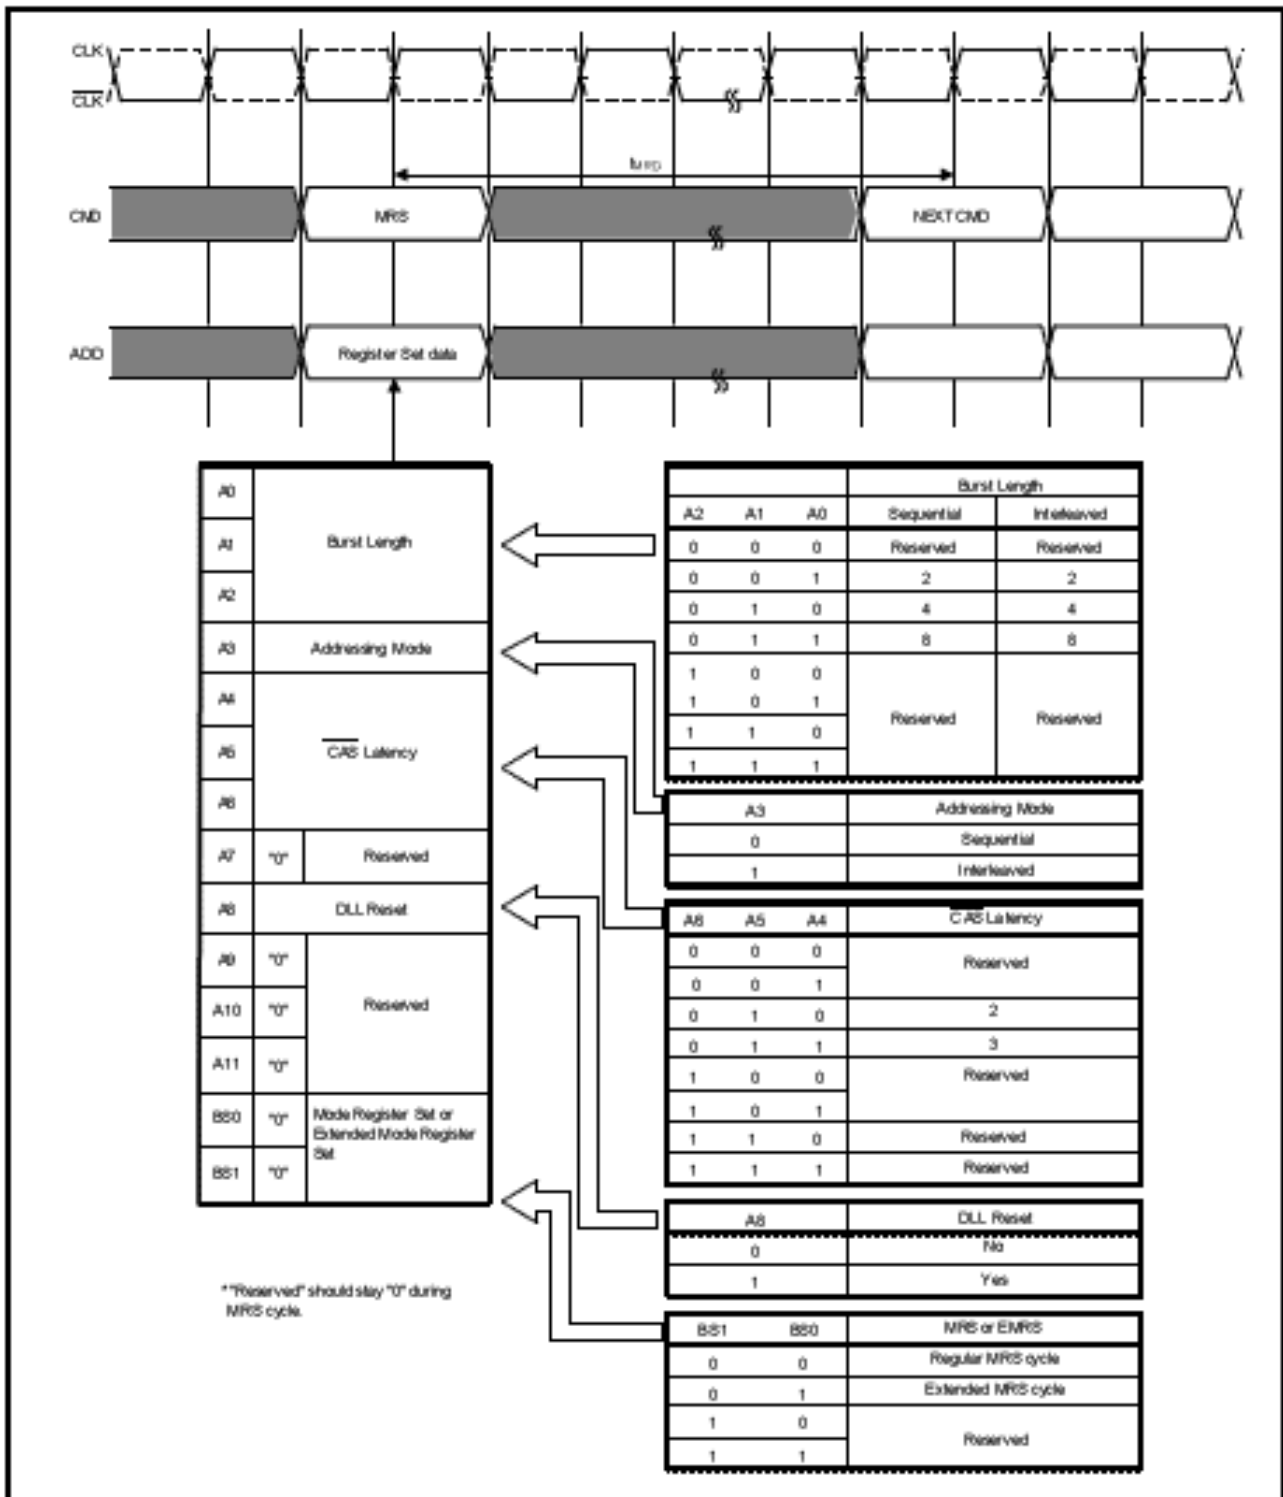 CLK
CLK
tMRD
CMD MRS NEXT CMD
ADD Register Set data
A0
A1 Burst Length
A2
A3 Addressing Mode
A4
A5 CAS Latency
A6
A7 "0" Reserved
A8 DLL Reset
A9 "0"
A10 "0" Reserved
A11 "0"
BS0 "0" Mode Register Set or
Extended Mode Register
Set
BS1 "0"
* "Reserved" should stay "0" during
MRS cycle.
Burst Length
A2 A1 A0 Sequential Interleaved
0 0 0 Reserved Reserved
0 0 1 2 2
0 1 0 4 4
0 1 1 8 8
1 0 0
1 0 1
Reserved Reserved
1 1 0
1 1 1
A3 Addressing Mode
0 Sequential
1 Interleaved
A6 A5 A4 CAS Latency
0 0 0
Reserved
0 0 1
0 1 0 2
0 1 1 3
1 0 0 Reserved
1 0 1
1 1 0 Reserved
1 1 1 Reserved
A8 DLL Reset
0 No
1 Yes
BS1 BS0 MRS or EMRS
0 0 Regular MRS cycle
0 1 Extended MRS cycle
1 0
Reserved
1 1